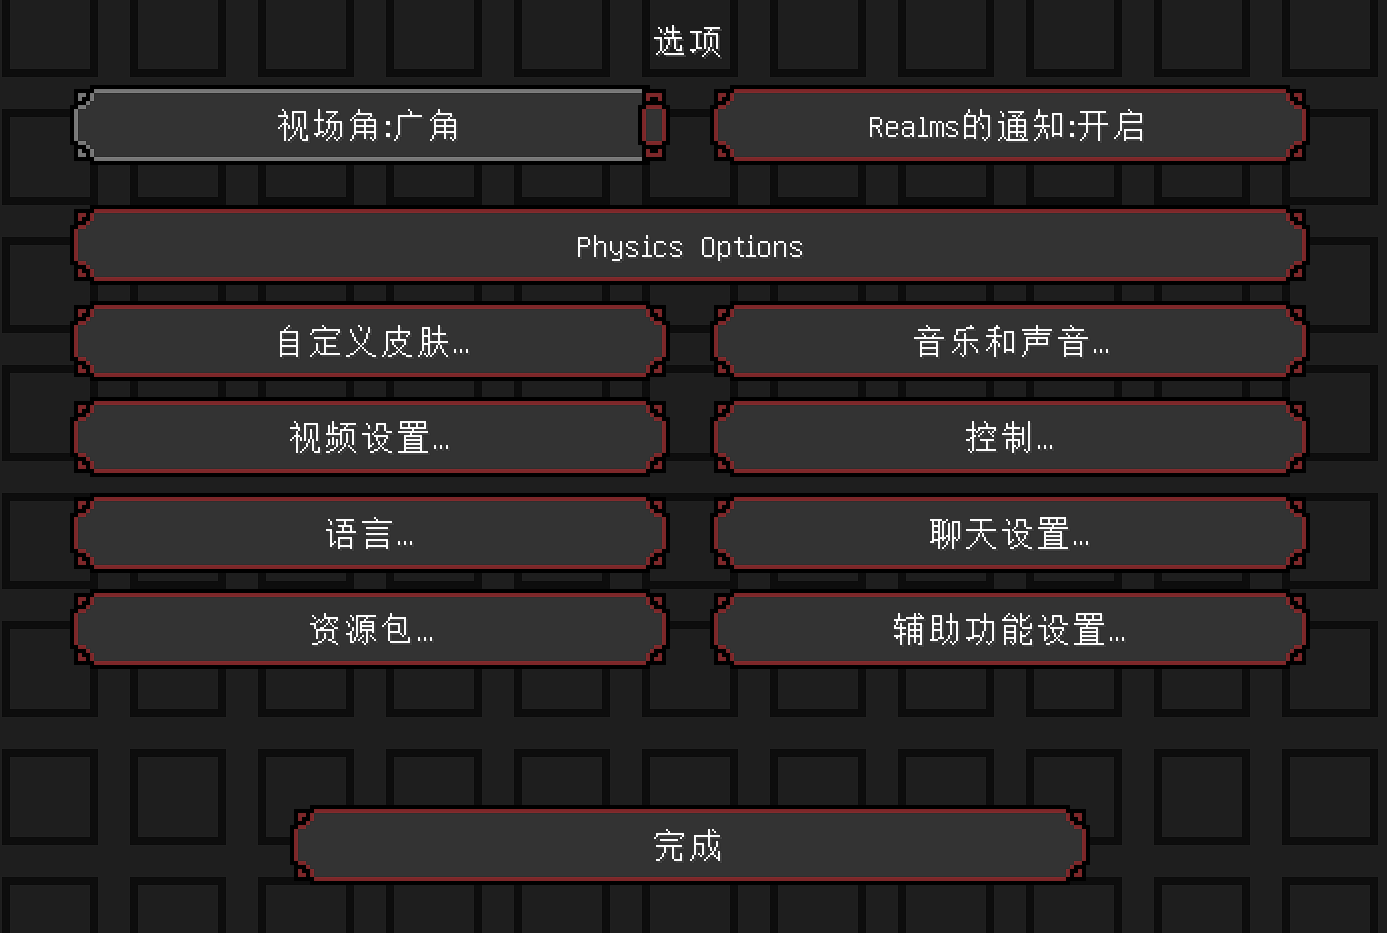 选项
视场角:广角
Realms的通知:开启
Physics Options
自定义皮肤...
音乐和声音...
视频设置...
控制...
语言...
聊天设置...
资源包...
辅助功能设置...
完成